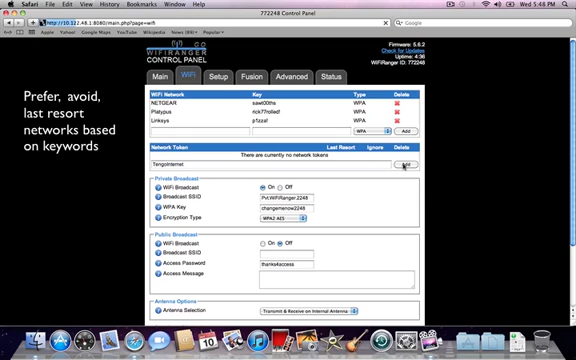 Safari File Edit View History Bookmarks Window Help
Wed 5:48 PM
772248 Control Panel
http://10.122.48.1:8080/main.php?page=wifi
Google
Apple Yahoo! Google Maps YouTube Wikipedia News Popular
WIFIRANGER
CONTROL PANEL
Firmware: 5.6.2
Check for Updates
Uptime: 4:36
WiFiRanger ID: 772248
Main WiFi Setup Fusion Advanced Status
Prefer, avoid,
last resort
networks based
on keywords
WiFi Network Key Type Delete
NETGEAR sawt00ths WPA
Platypus rick77rolled! WPA
Linksys p1zzaf WPA
WPA Add
Network Token Last Resort Ignore Delete
There are currently no network tokens
TengoInternet Add
Private Broadcast
WiFi Broadcast On Off
Broadcast SSID Pvt.WiFiRanger.2248
WPA Key changemenow2248
Encryption Type WPA2 AES
Public Broadcast
WiFi Broadcast On Off
Broadcast SSID
Access Password thanks4access
Access Message
Antenna Options
Antenna Selection Transmit & Receive on Internal Antenna